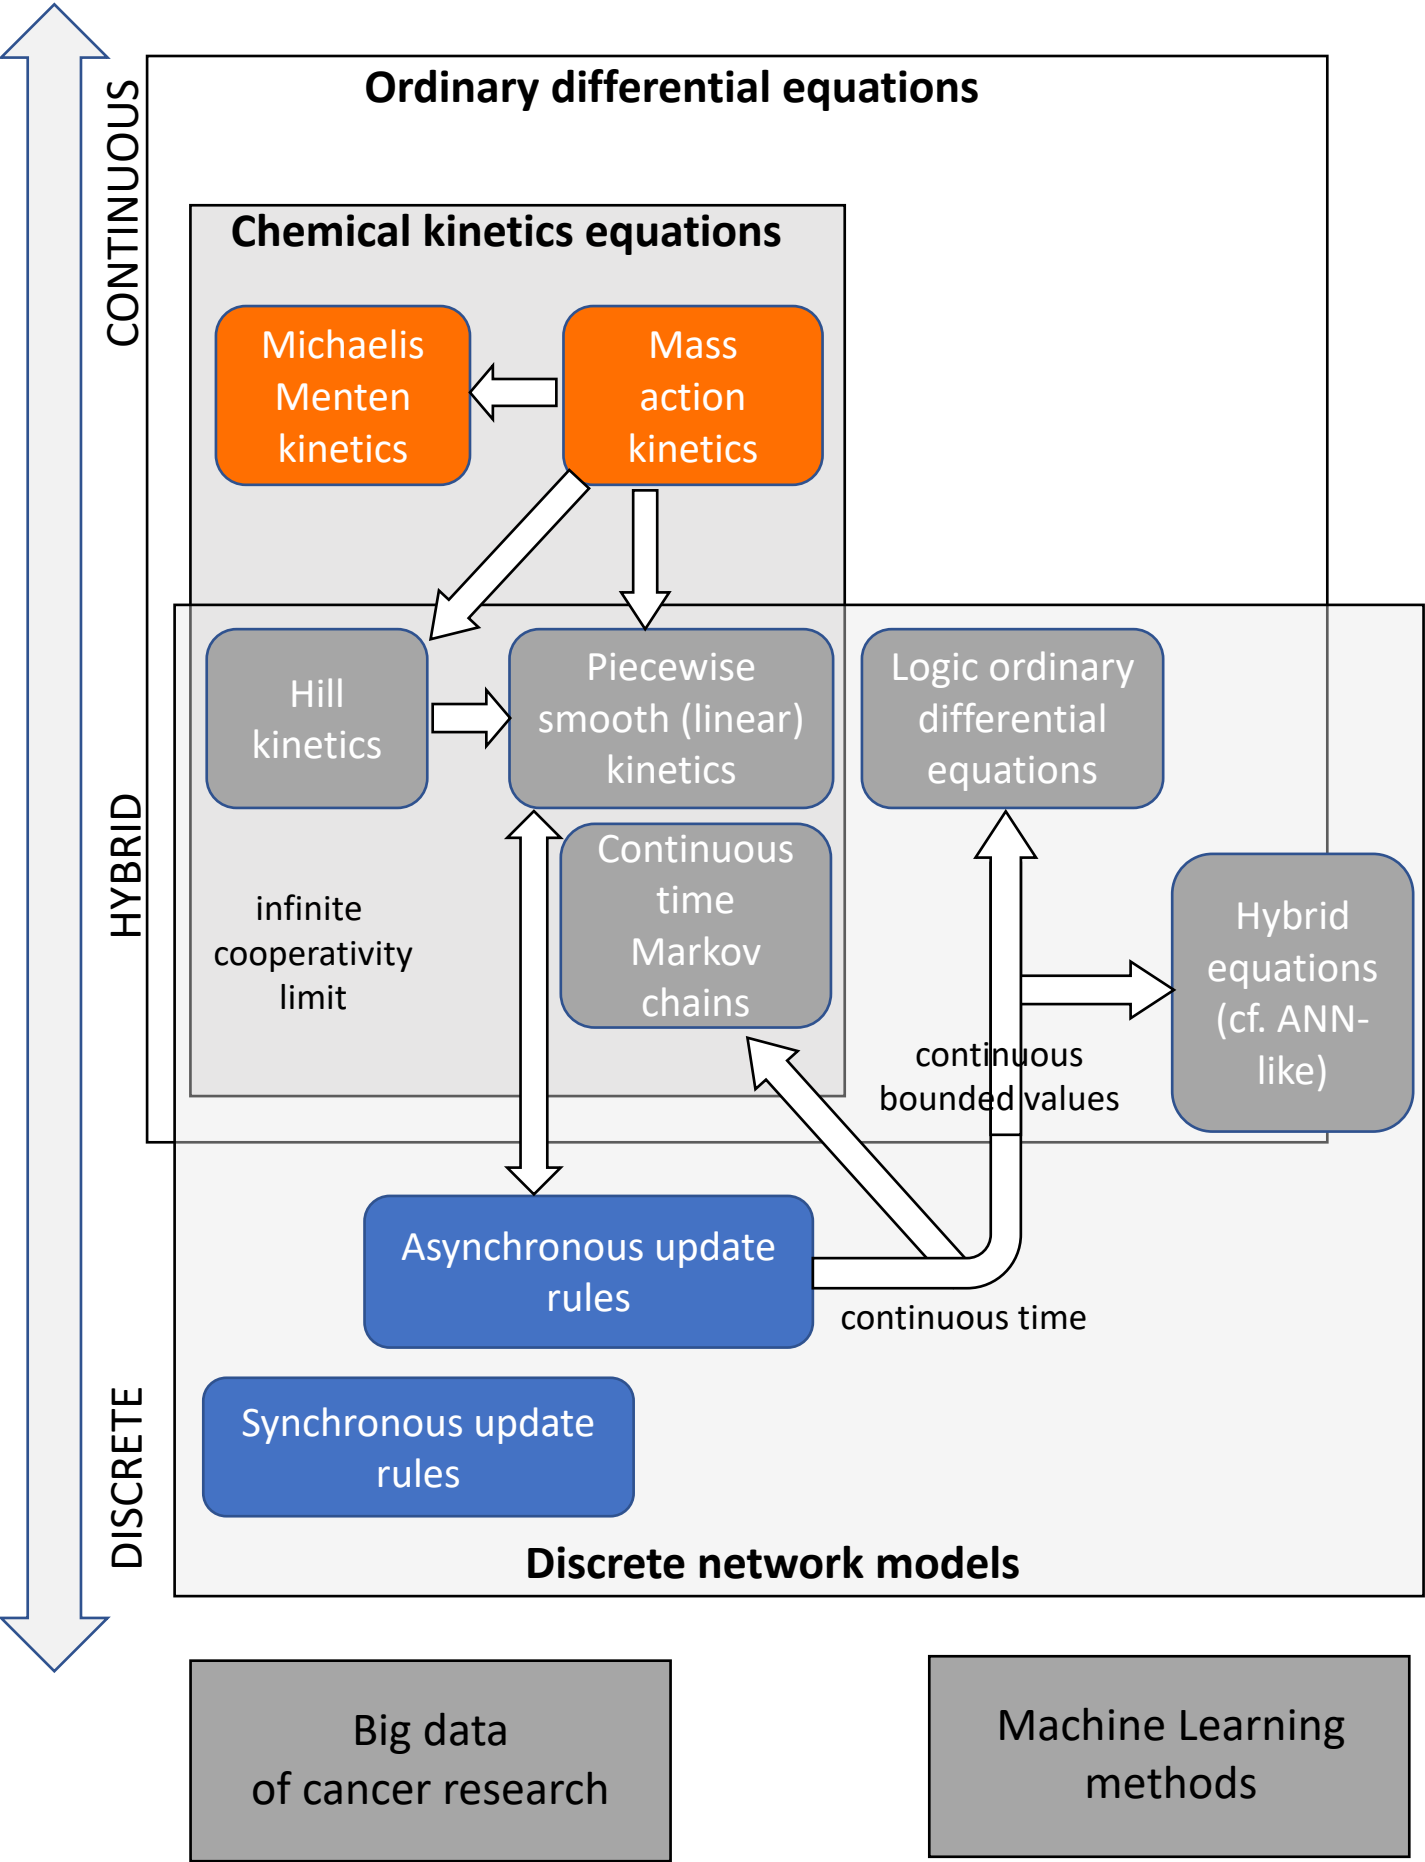 Ordinary differential equations
CONTINUOUS
Chemical kinetics equations
Michaelis
Menten
kinetics
Mass
action
kinetics
HYBRID
Hill
kinetics
Piecewise
smooth (linear)
kinetics
Logic ordinary
differential
equations
infinite
cooperativity
limit
Continuous
time
Markov
chains
continuous
bounded values
Hybrid
equations
(cf. ANN-
like)
Asynchronous update
rules
continuous time
DISCRETE
Synchronous update
rules
Discrete network models
Big data
of cancer research
Machine Learning
methods